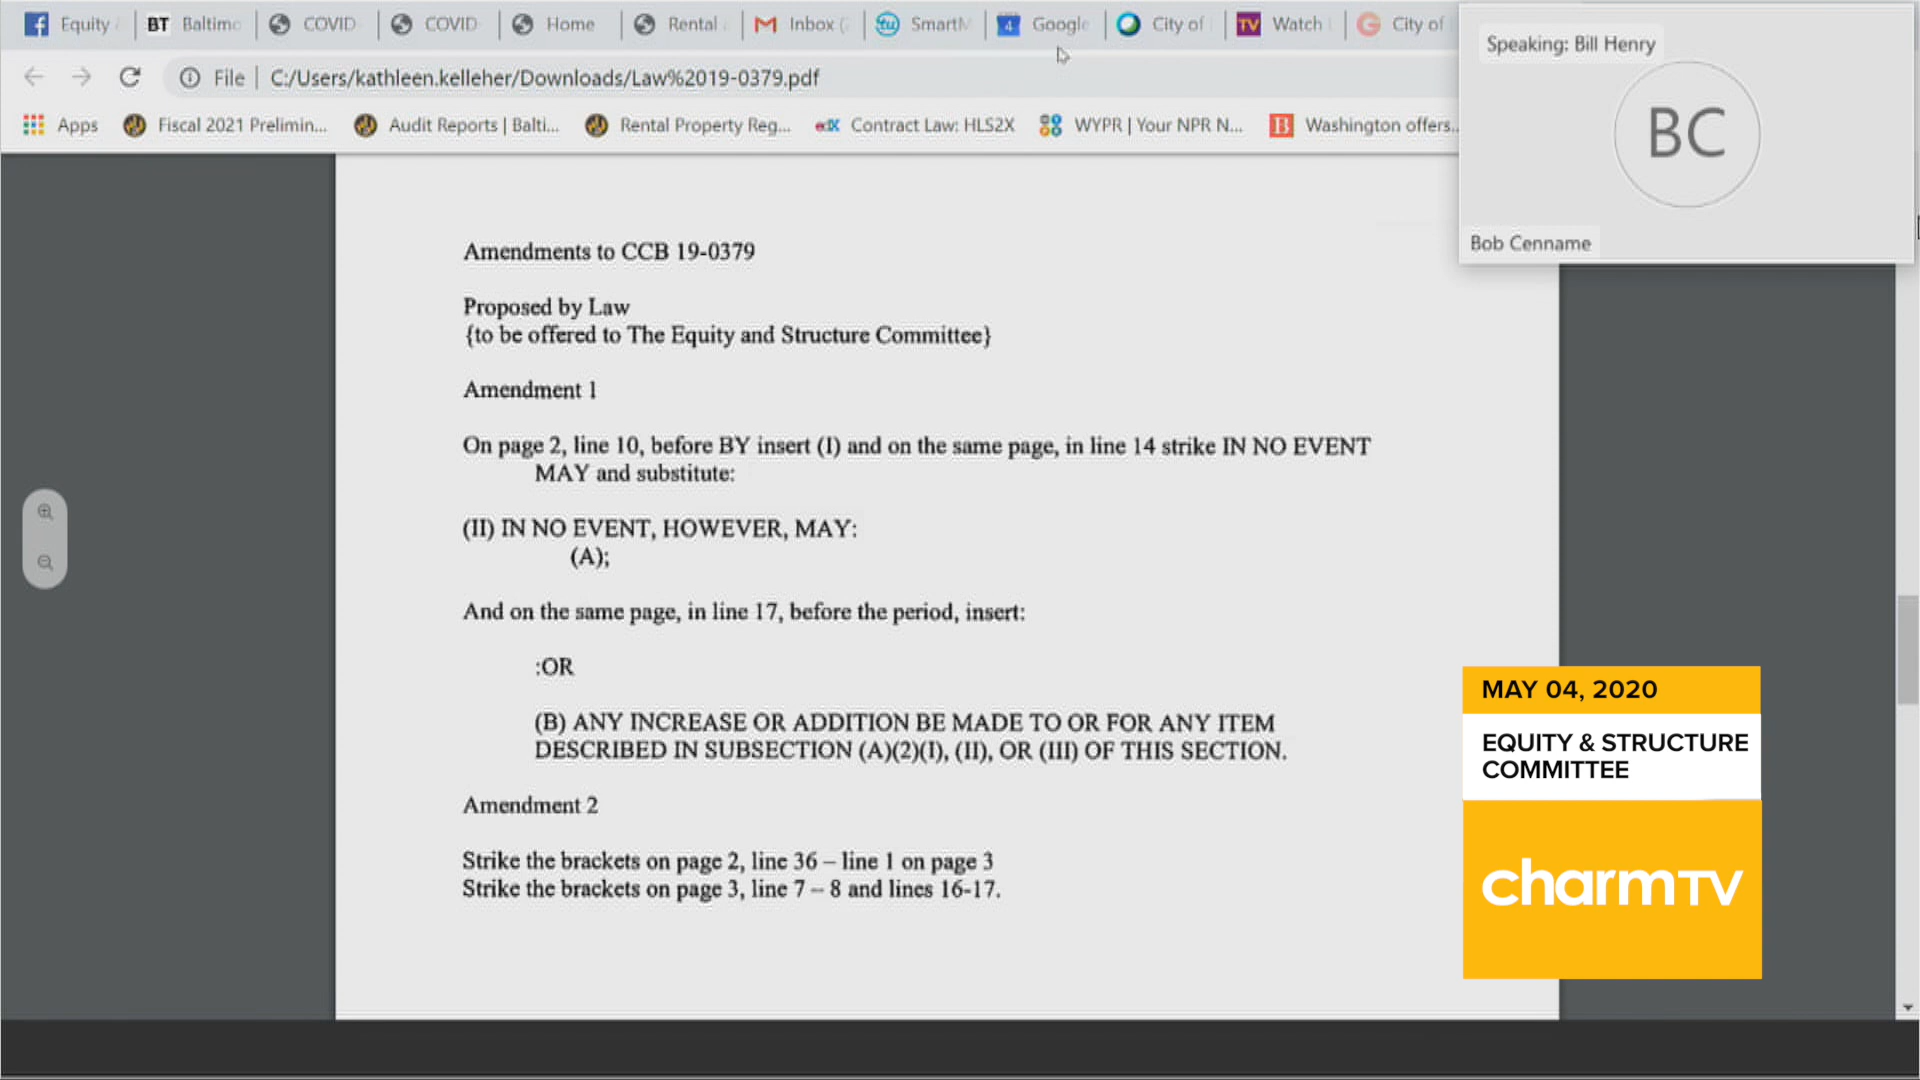 Equity
BT Baltimo
COVID
COVID
Home
Rental
Inbox (
SmartM
Google
City of
Watch
City of
Speaking: Bill Henry
BC
Bob Cenname
File
C:/Users/kathleen.kelleher/Downloads/Law%2019-0379.pdf
Apps
Fiscal 2021 Prelimin...
Audit Reports | Balti...
Rental Property Reg...
Contract Law: HLS2X
WYPR | Your NPR N...
Washington offers...
Amendments to CCB 19-0379
Proposed by Law
{to be offered to The Equity and Structure Committee}
Amendment 1
On page 2, line 10, before BY insert (I) and on the same page, in line 14 strike IN NO EVENT
MAY and substitute:
(II) IN NO EVENT, HOWEVER, MAY:
(A);
And on the same page, in line 17, before the period, insert:
:OR
(B) ANY INCREASE OR ADDITION BE MADE TO OR FOR ANY ITEM
DESCRIBED IN SUBSECTION (A)(2)(I), (II), OR (III) OF THIS SECTION.
Amendment 2
Strike the brackets on page 2, line 36 – line 1 on page 3
Strike the brackets on page 3, line 7 – 8 and lines 16-17.
MAY 04, 2020
EQUITY & STRUCTURE
COMMITTEE
charmTV